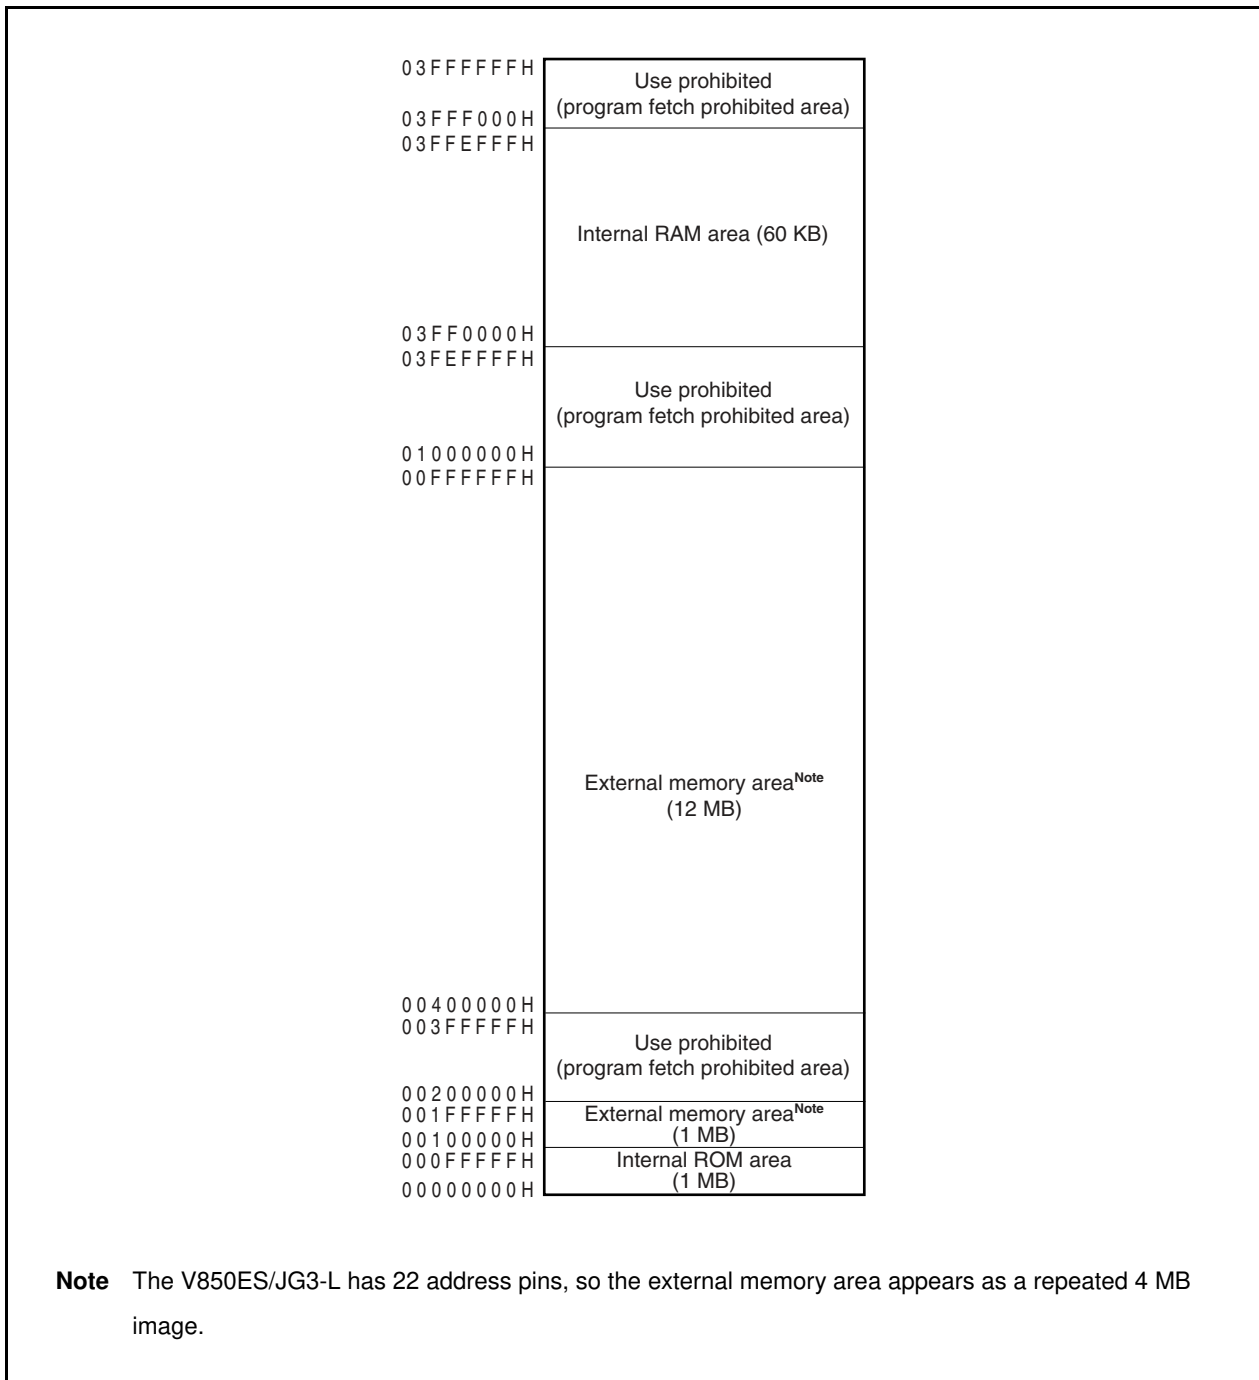 03FFFFFFH
Use prohibited
(program fetch prohibited area)
03FFF000H
03FFEFFFH
Internal RAM area (60 KB)
03FF0000H
03FEFFFFH
Use prohibited
(program fetch prohibited area)
01000000H
00FFFFFFH
External memory areaNote
(12 MB)
00400000H
003FFFFFH
Use prohibited
(program fetch prohibited area)
00200000H
001FFFFFH
External memory areaNote
(1 MB)
00100000H
000FFFFFH
Internal ROM area
(1 MB)
00000000H
Note The V850ES/JG3-L has 22 address pins, so the external memory area appears as a repeated 4 MB
image.